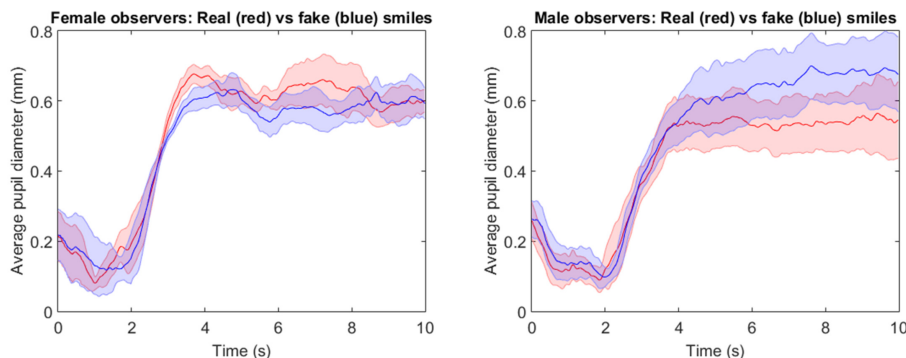 Female observers: Real (red) vs fake (blue) smiles
0.8
0.6
0.4
0.2
0
Average pupil diameter (mm)
0 2 4 6 8 10
Time (s)
Male observers: Real (red) vs fake (blue) smiles
0.8
0.6
0.4
0.2
0
Average pupil diameter (mm)
0 2 4 6 8 10
Time (s)